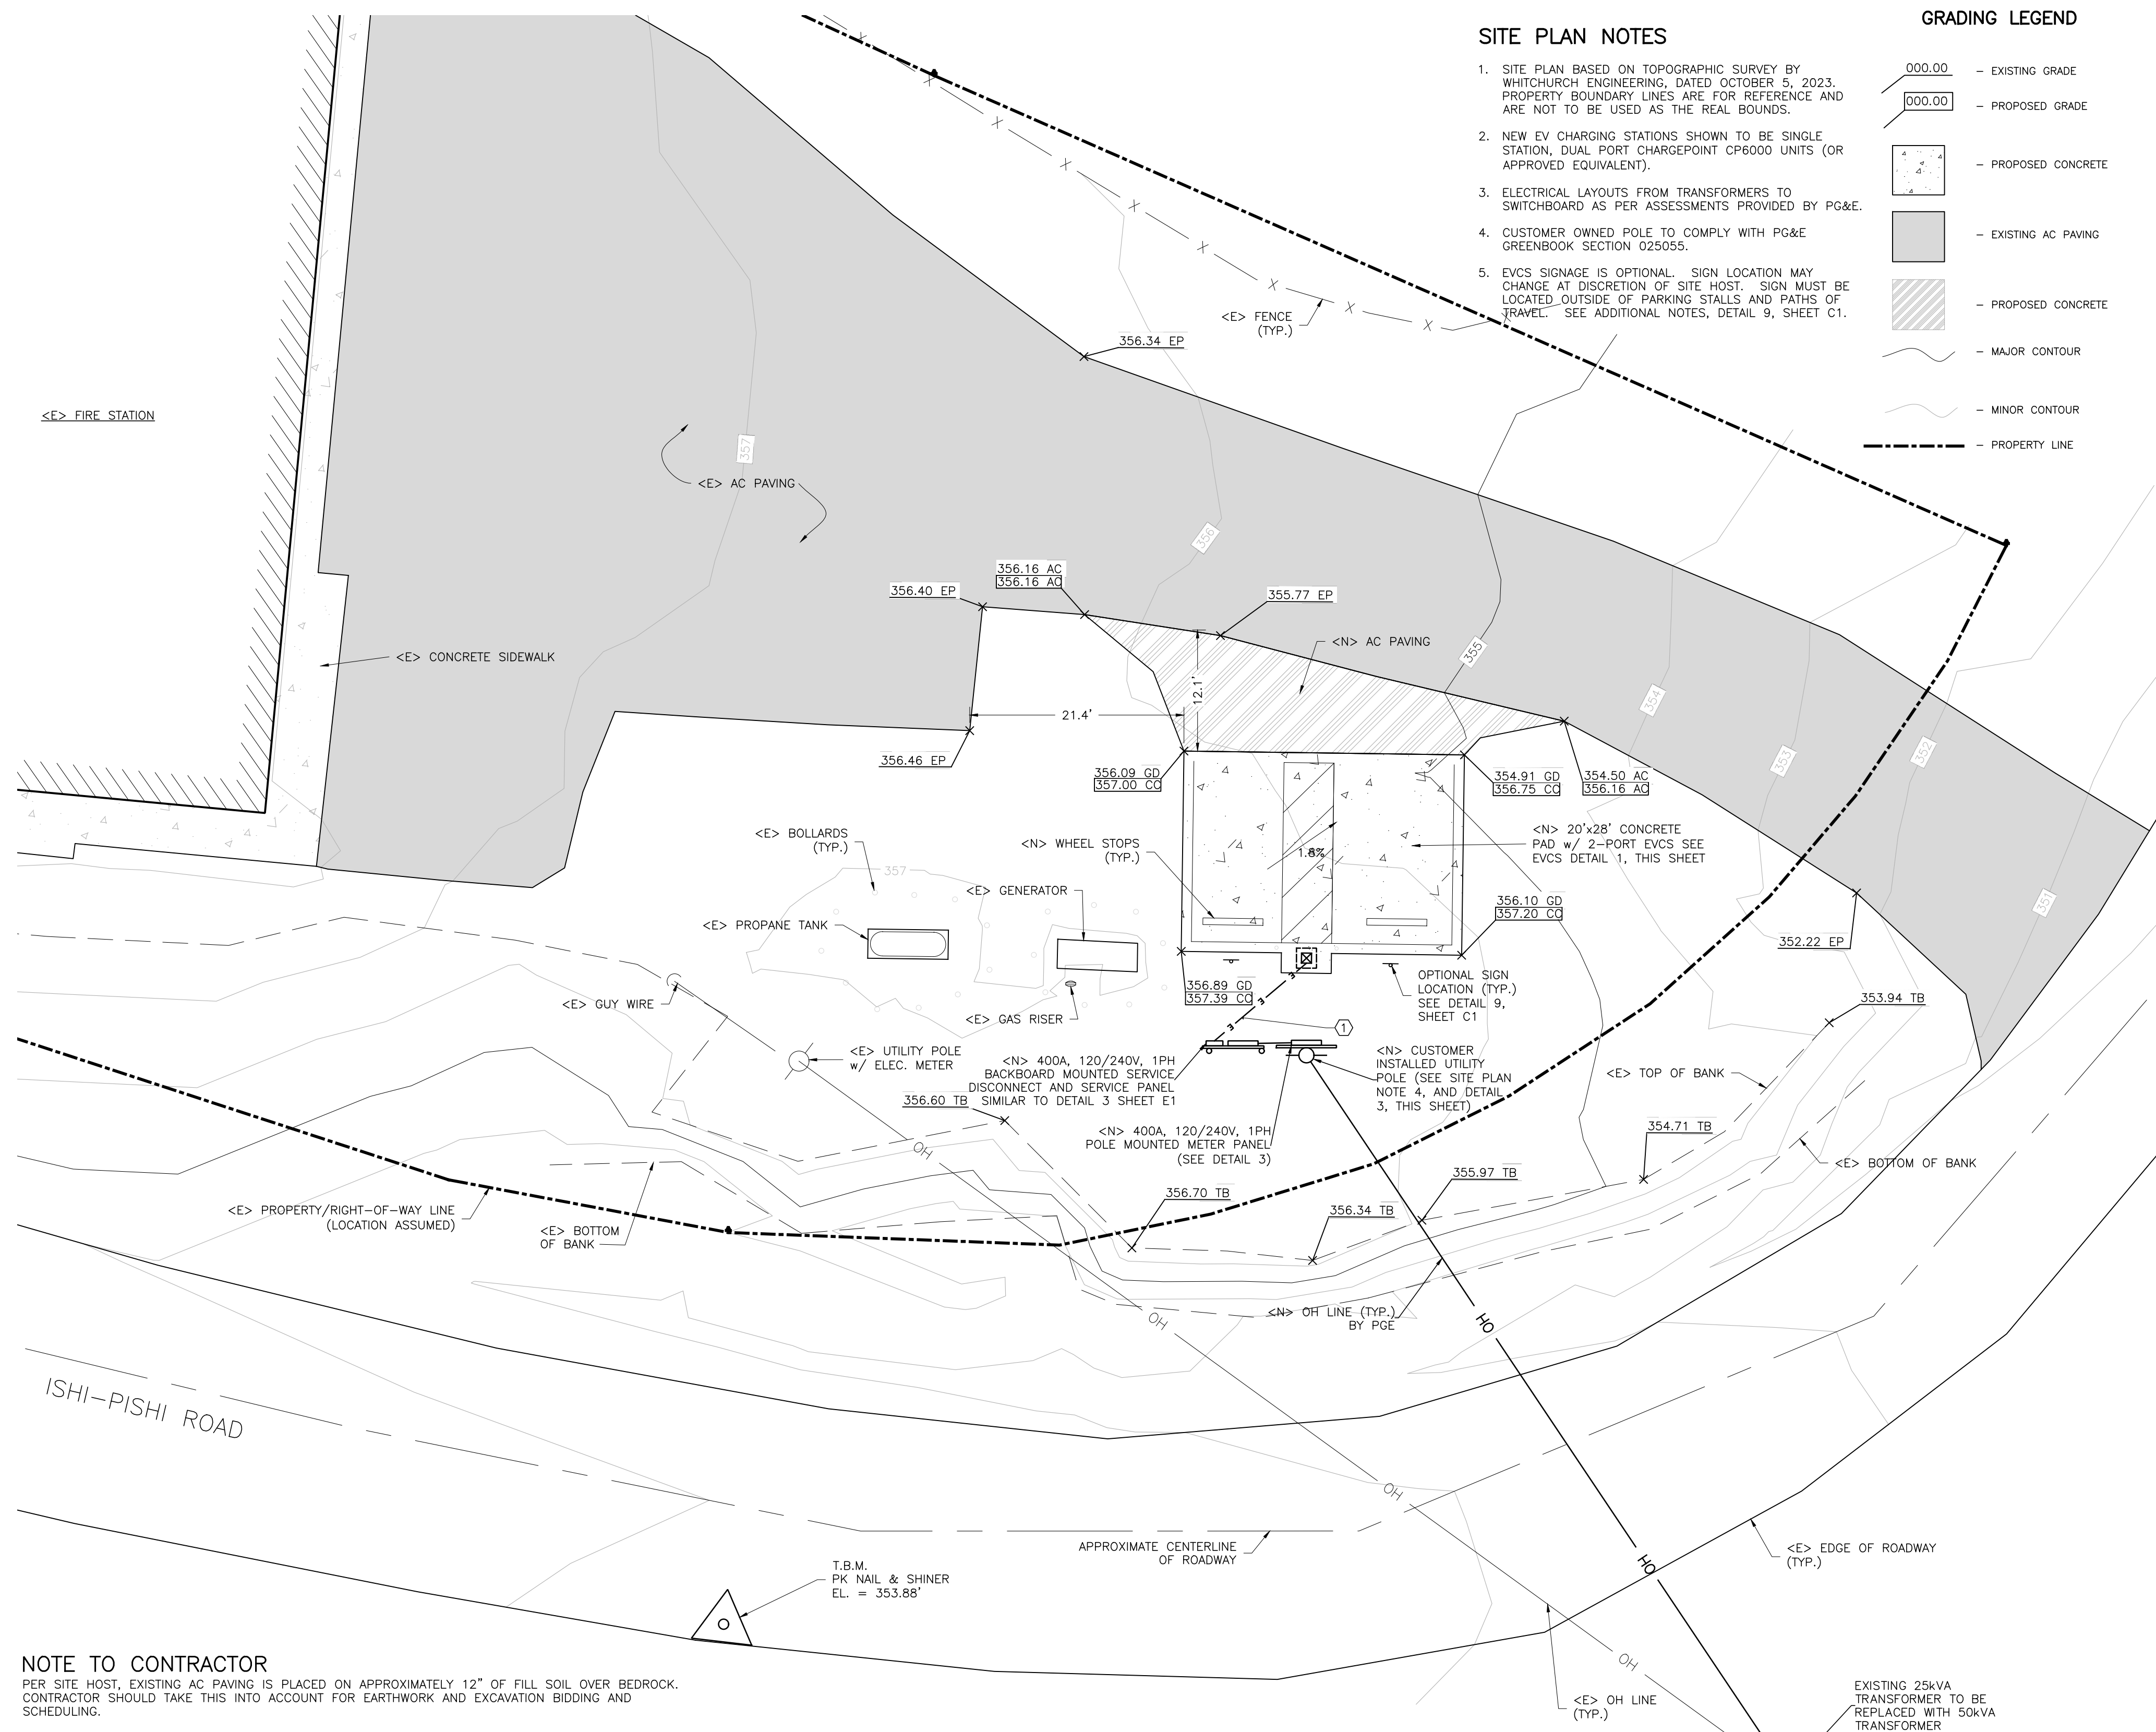 GRADING LEGEND
000.00
– EXISTING GRADE
000.00
– PROPOSED GRADE
– PROPOSED CONCRETE
– EXISTING AC PAVING
– PROPOSED CONCRETE
– MAJOR CONTOUR
– MINOR CONTOUR
– PROPERTY LINE
SITE PLAN NOTES
1. SITE PLAN BASED ON TOPOGRAPHIC SURVEY BY
WHITCHURCH ENGINEERING, DATED OCTOBER 5, 2023.
PROPERTY BOUNDARY LINES ARE FOR REFERENCE AND
ARE NOT TO BE USED AS THE REAL BOUNDS.
2. NEW EV CHARGING STATIONS SHOWN TO BE SINGLE
STATION, DUAL PORT CHARGEPOINT CP6000 UNITS (OR
APPROVED EQUIVALENT).
3. ELECTRICAL LAYOUTS FROM TRANSFORMERS TO
SWITCHBOARD AS PER ASSESSMENTS PROVIDED BY PG&E.
4. CUSTOMER OWNED POLE TO COMPLY WITH PG&E
GREENBOOK SECTION 025055.
5. EVCS SIGNAGE IS OPTIONAL. SIGN LOCATION MAY
CHANGE AT DISCRETION OF SITE HOST. SIGN MUST BE
LOCATED OUTSIDE OF PARKING STALLS AND PATHS OF
TRAVEL. SEE ADDITIONAL NOTES, DETAIL 9, SHEET C1.
<E> FENCE
(TYP.)
356.34 EP
<E> FIRE STATION
357
<E> AC PAVING
356
356.16 AC
356.16 AC
356.40 EP
355.77 EP
<N> AC PAVING
355
<E> CONCRETE SIDEWALK
12.1'
21.4'
354
353
352
351
356.46 EP
356.09 GD
357.00 CC
354.91 GD
356.75 CC
354.50 AC
356.16 AC
<E> BOLLARDS
(TYP.)
<N> WHEEL STOPS
(TYP.)
1.8%
<N> 20'x28' CONCRETE
PAD w/ 2-PORT EVCS SEE
EVCS DETAIL 1, THIS SHEET
357
<E> GENERATOR
356.10 GD
357.20 CC
<E> PROPANE TANK
352.22 EP
<E> GUY WIRE
356.89 GD
357.39 CC
OPTIONAL SIGN
LOCATION (TYP.)
SEE DETAIL 9,
SHEET C1
353.94 TB
<E> GAS RISER
3
3
3
1
<E> UTILITY POLE
w/ ELEC. METER
<N> 400A, 120/240V, 1PH
BACKBOARD MOUNTED SERVICE
DISCONNECT AND SERVICE PANEL
SIMILAR TO DETAIL 3 SHEET E1
<N> CUSTOMER
INSTALLED UTILITY
POLE (SEE SITE PLAN
NOTE 4, AND DETAIL
3, THIS SHEET)
<E> TOP OF BANK
356.60 TB
<N> 400A, 120/240V, 1PH
POLE MOUNTED METER PANEL
(SEE DETAIL 3)
354.71 TB
OH
<E> BOTTOM OF BANK
355.97 TB
356.70 TB
356.34 TB
<E> PROPERTY/RIGHT-OF-WAY LINE
(LOCATION ASSUMED)
<E> BOTTOM
OF BANK
<N> OH LINE (TYP.)
BY PGE
OH
OH
ISHI-PISHI ROAD
OH
APPROXIMATE CENTERLINE
OF ROADWAY
<E> EDGE OF ROADWAY
(TYP.)
OH
T.B.M.
PK NAIL & SHINER
EL. = 353.88'
OH
<E> OH LINE
(TYP.)
NOTE TO CONTRACTOR
PER SITE HOST, EXISTING AC PAVING IS PLACED ON APPROXIMATELY 12" OF FILL SOIL OVER BEDROCK.
CONTRACTOR SHOULD TAKE THIS INTO ACCOUNT FOR EARTHWORK AND EXCAVATION BIDDING AND
SCHEDULING.
EXISTING 25kVA
TRANSFORMER TO BE
REPLACED WITH 50kVA
TRANSFORMER